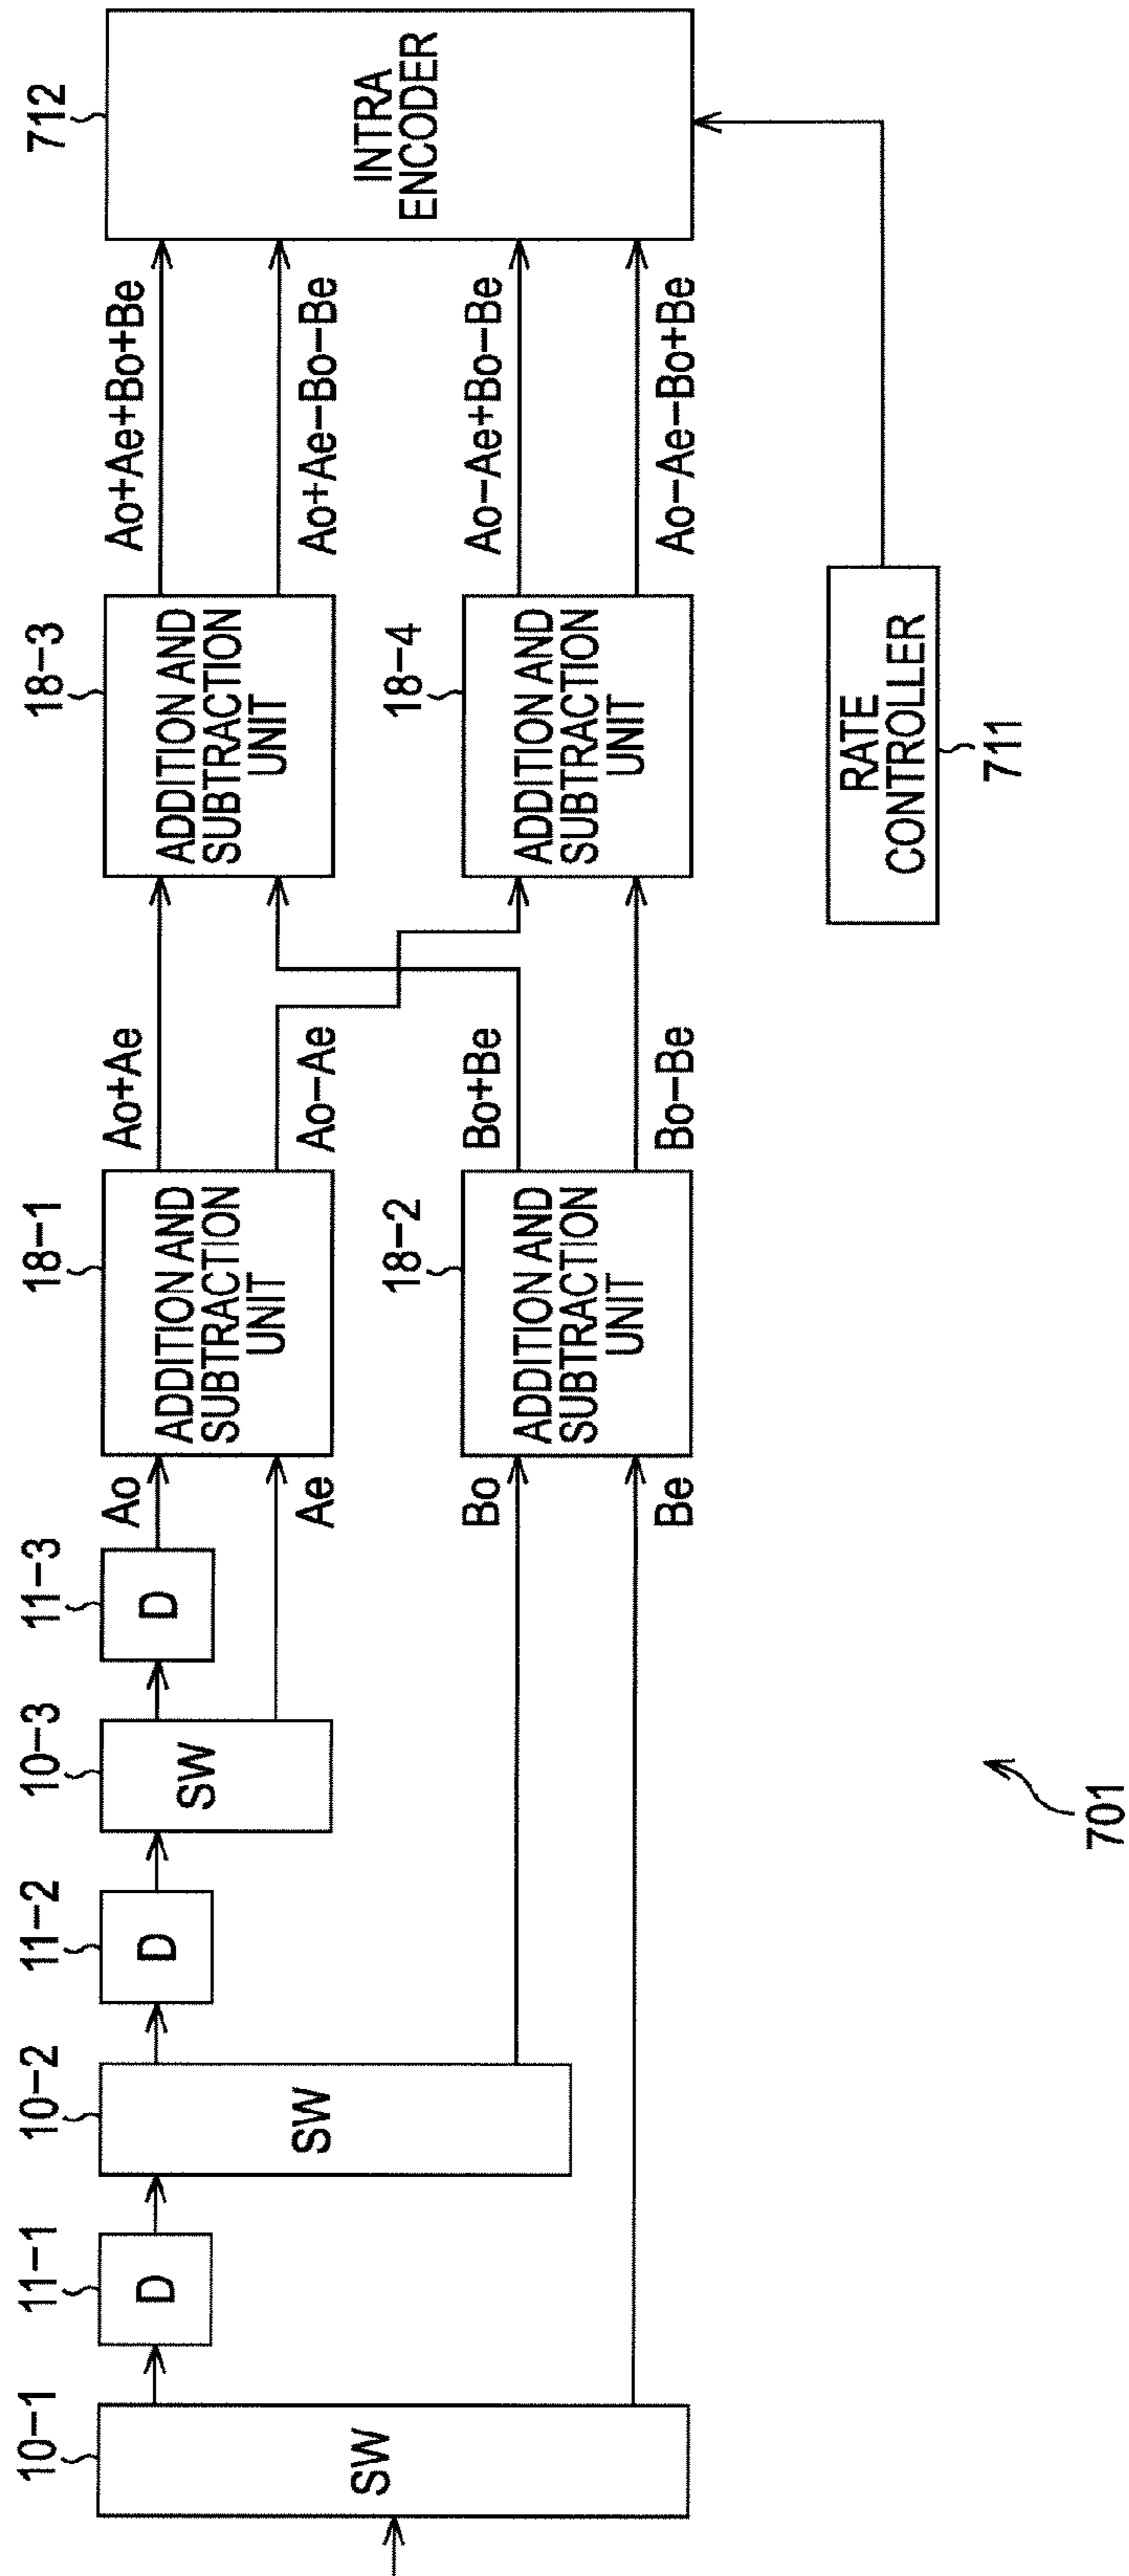 10-1
SW
11-1
D
10-2
SW
11-2
D
10-3
SW
11-3
D
Ao
Ae
Bo
Be
18-1
ADDITION AND
SUBTRACTION
UNIT
18-2
ADDITION AND
SUBTRACTION
UNIT
Ao+Ae
Ao-Ae
Bo+Be
Bo-Be
18-3
ADDITION AND
SUBTRACTION
UNIT
18-4
ADDITION AND
SUBTRACTION
UNIT
Ao+Ae+Bo+Be
Ao+Ae-Bo-Be
Ao-Ae+Bo-Be
Ao-Ae-Bo+Be
712
INTRA
ENCODER
RATE
CONTROLLER
711
701